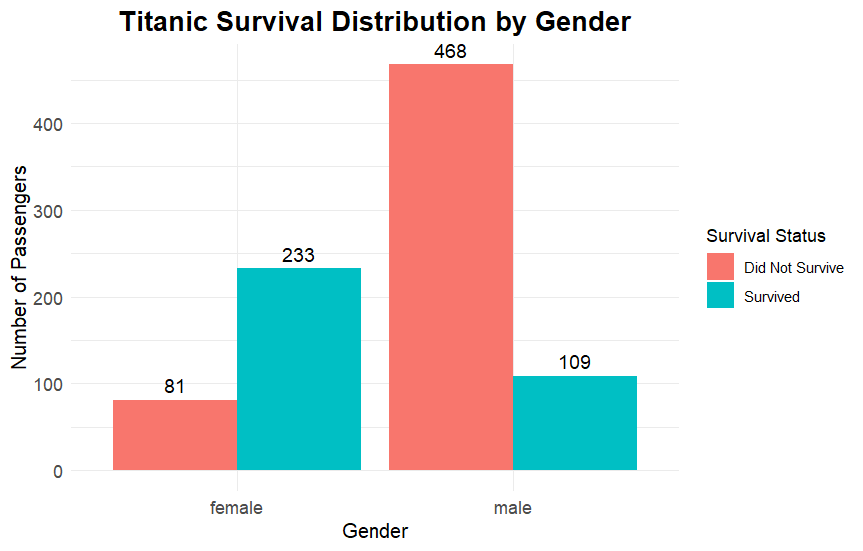 Titanic Survival Distribution by Gender
468
400
300
233
200
109
100
81
0
Number of Passengers
female
male
Gender
Survival Status
Did Not Survive
Survived